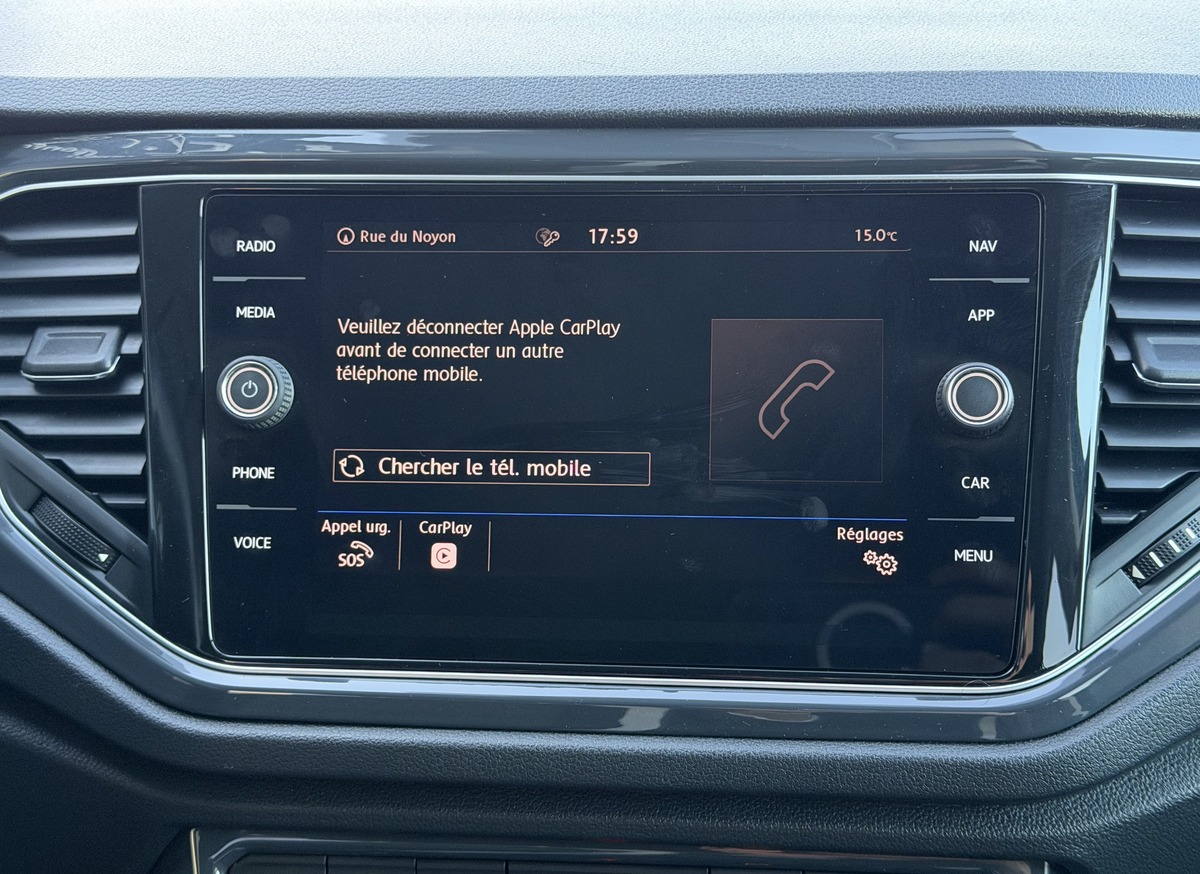 RADIO
MEDIA
PHONE
VOICE
Rue du Noyon
17:59
15.0°C
Veuillez déconnecter Apple CarPlay
avant de connecter un autre
téléphone mobile.
Chercher le tél. mobile
Appel urg.
SOS
CarPlay
Réglages
NAV
APP
CAR
MENU